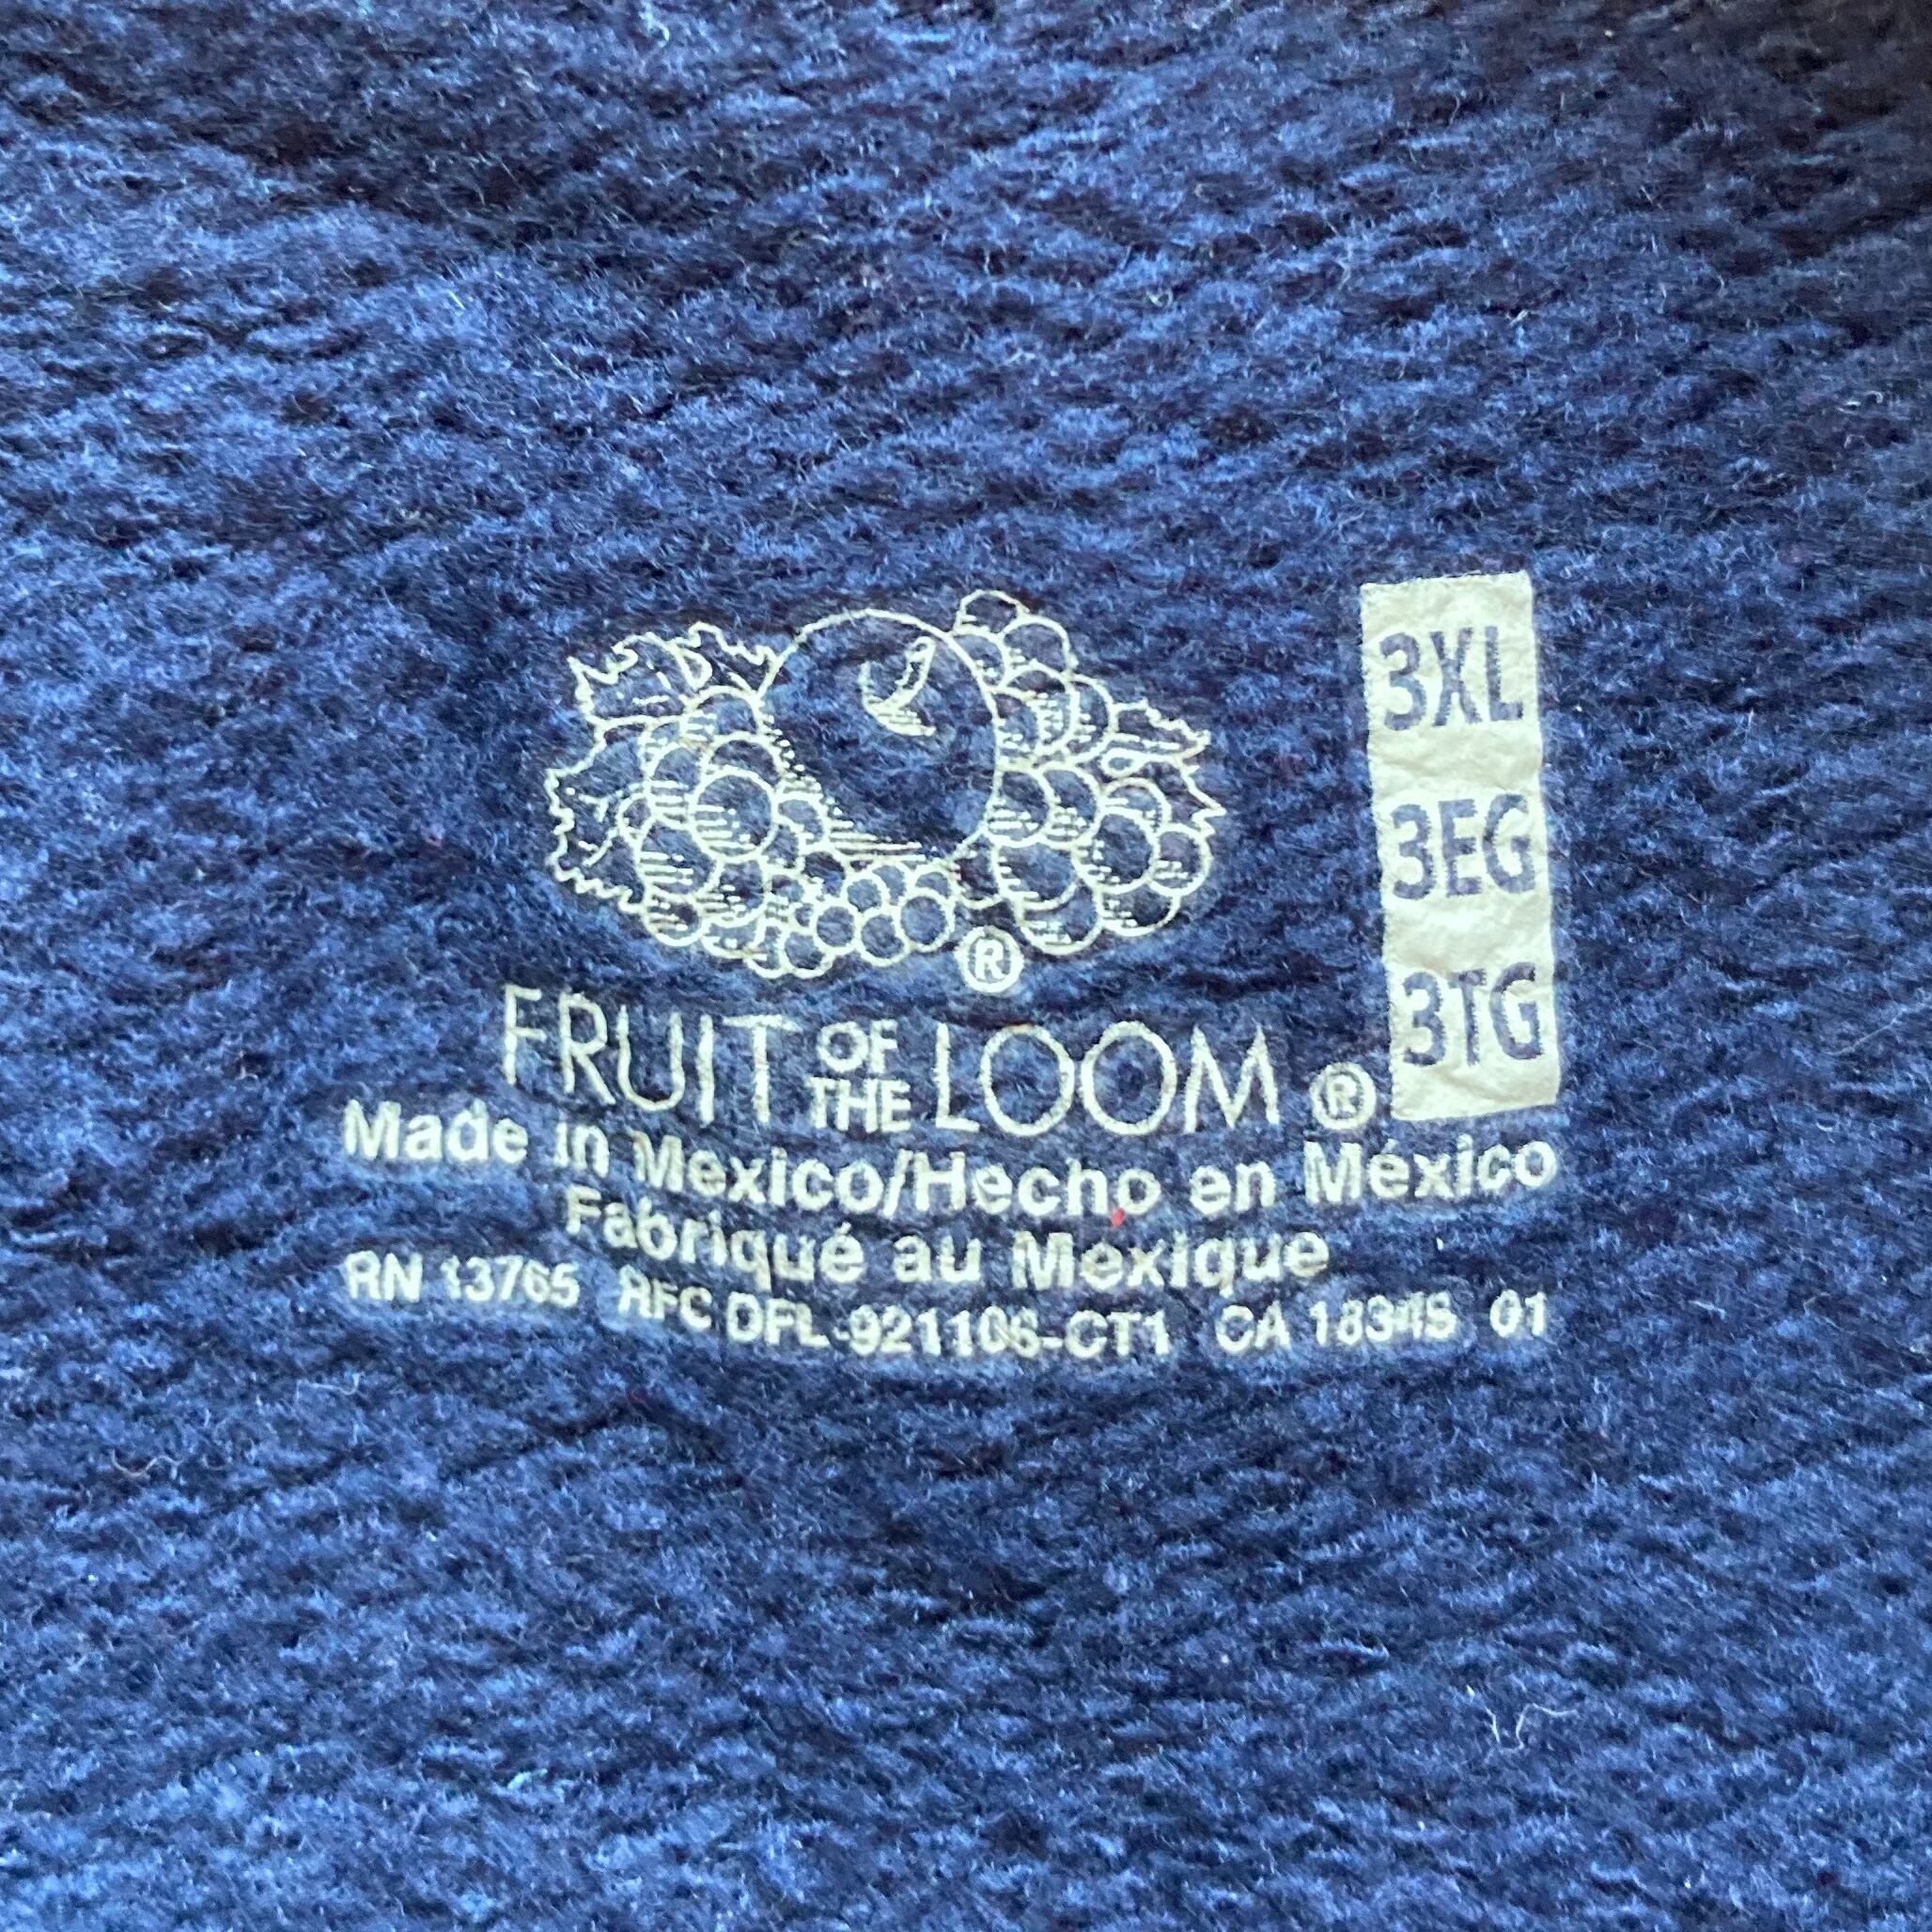 ®
FRUIT OF THE LOOM ®
3XL
3EG
3TG
Made in Mexico/Hecho en México
Fabriqué au Mexique
RN 13765 RFC DFL-921106-CT1 CA 18348 01